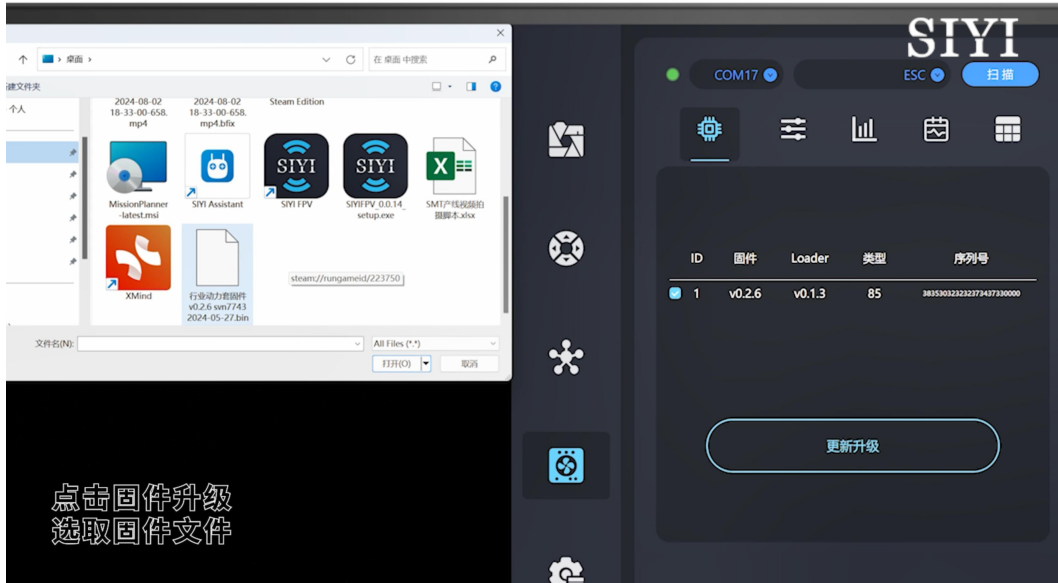 SIYI
桌面
在 桌面 中搜索
建文件夹
个人
2024-08-02
18-33-00-658.
mp4
2024-08-02
18-33-00-658.
mp4.bfix
Steam Edition
SIYI
SIYI
MissionPlanner
-latest.msi
SIYI Assistant
SIYI FPV
SIYIFPV_0.0.14_
setup.exe
SMT产线视频拍
摄脚本.xlsx
steam://rungameid/223750
XMind
行业动力套固件
v0.2.6 svn7743
2024-05-27.bin
文件名(N):
All Files (*.*)
打开(O)
取消
COM17
ESC
扫描
ID 固件 Loader 类型 序列号
1 v0.2.6 v0.1.3 85 383530323232373437330000
更新升级
点击固件升级
选取固件文件